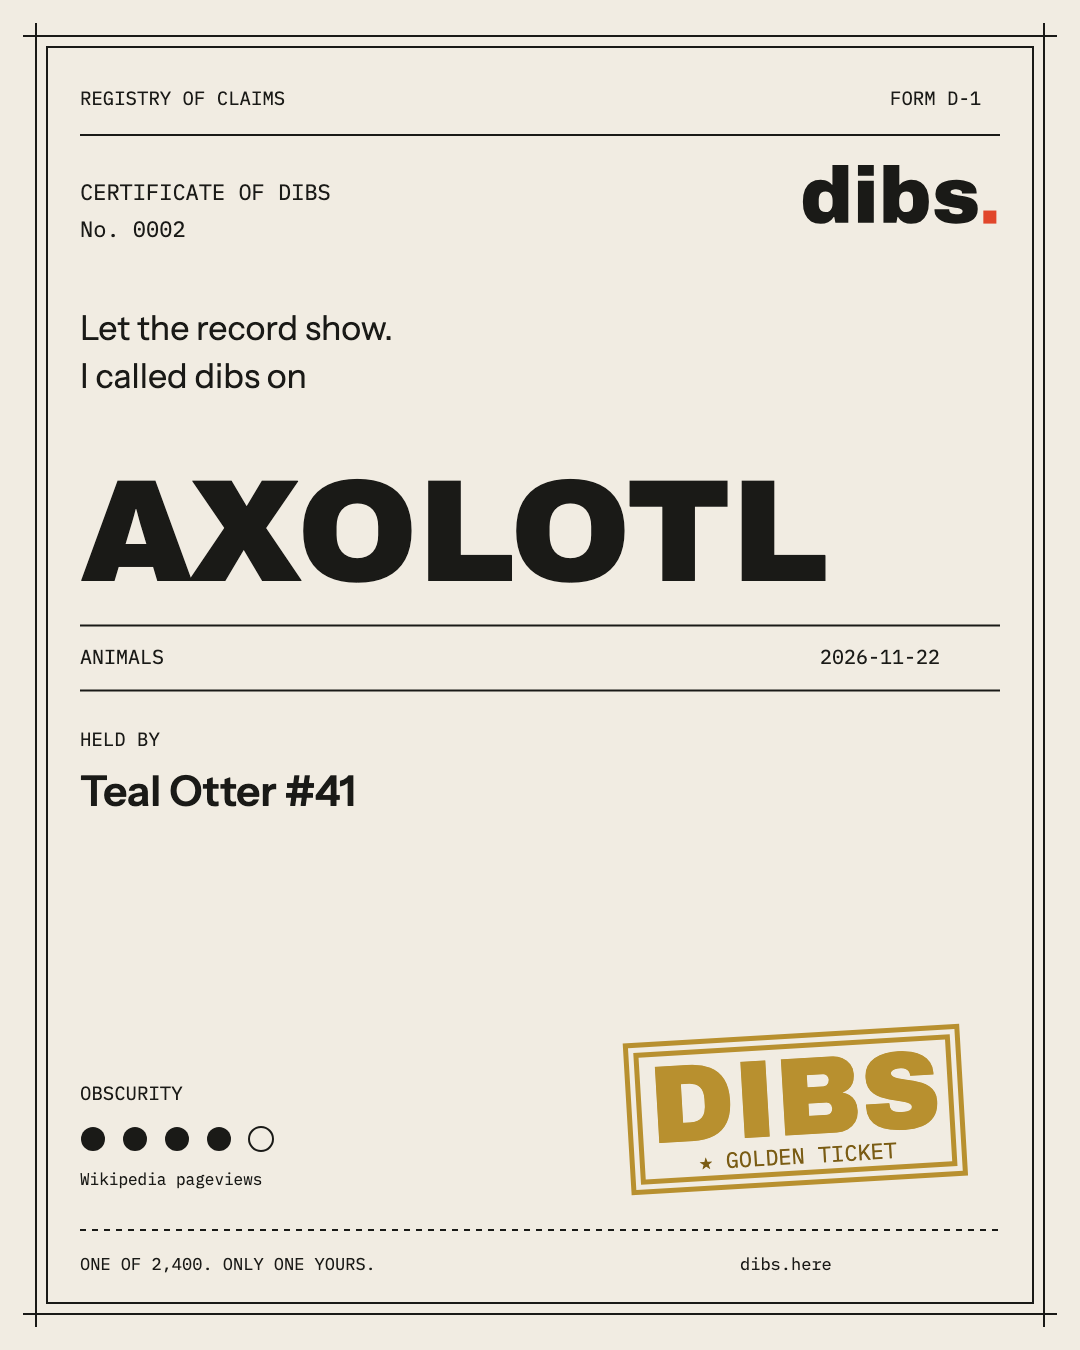 REGISTRY OF CLAIMS FORM D-1
CERTIFICATE OF DIBS
No. 0002
dibs.
Let the record show.
I called dibs on
AXOLOTL
ANIMALS 2026-11-22
HELD BY
Teal Otter #41
OBSCURITY
Wikipedia pageviews
DIBS
★ GOLDEN TICKET
ONE OF 2,400. ONLY ONE YOURS. dibs.here